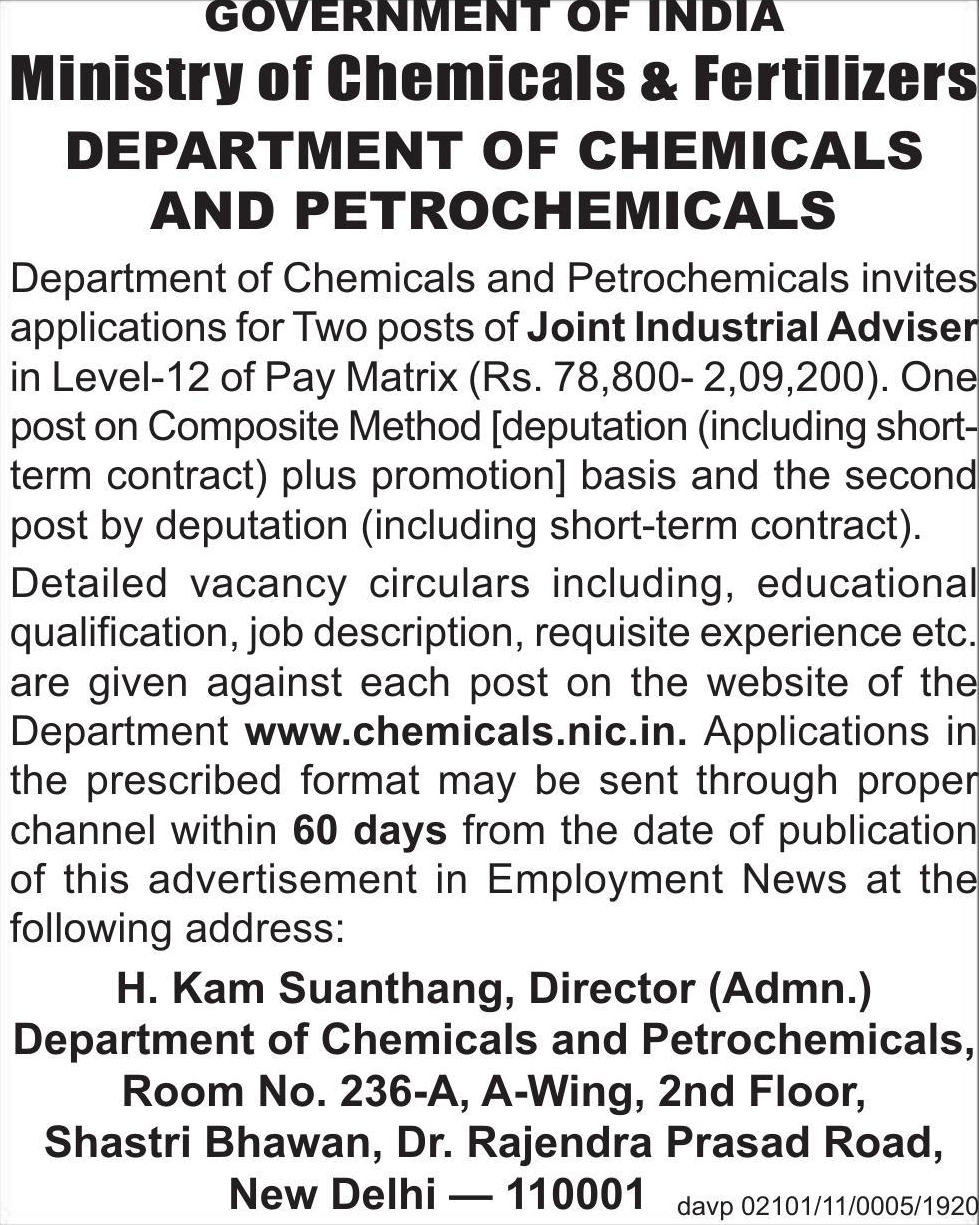 GOVERNMENT OF INDIA
Ministry of Chemicals & Fertilizers
DEPARTMENT OF CHEMICALS
AND PETROCHEMICALS
Department of Chemicals and Petrochemicals invites
applications for Two posts of Joint Industrial Adviser
in Level-12 of Pay Matrix (Rs. 78,800- 2,09,200). One
post on Composite Method [deputation (including short-
term contract) plus promotion] basis and the second
post by deputation (including short-term contract).
Detailed vacancy circulars including, educational
qualification, job description, requisite experience etc.
are given against each post on the website of the
Department www.chemicals.nic.in. Applications in
the prescribed format may be sent through proper
channel within 60 days from the date of publication
of this advertisement in Employment News at the
following address:
H. Kam Suanthang, Director (Admn.)
Department of Chemicals and Petrochemicals,
Room No. 236-A, A-Wing, 2nd Floor,
Shastri Bhawan, Dr. Rajendra Prasad Road,
New Delhi — 110001
davp 02101/11/0005/1920